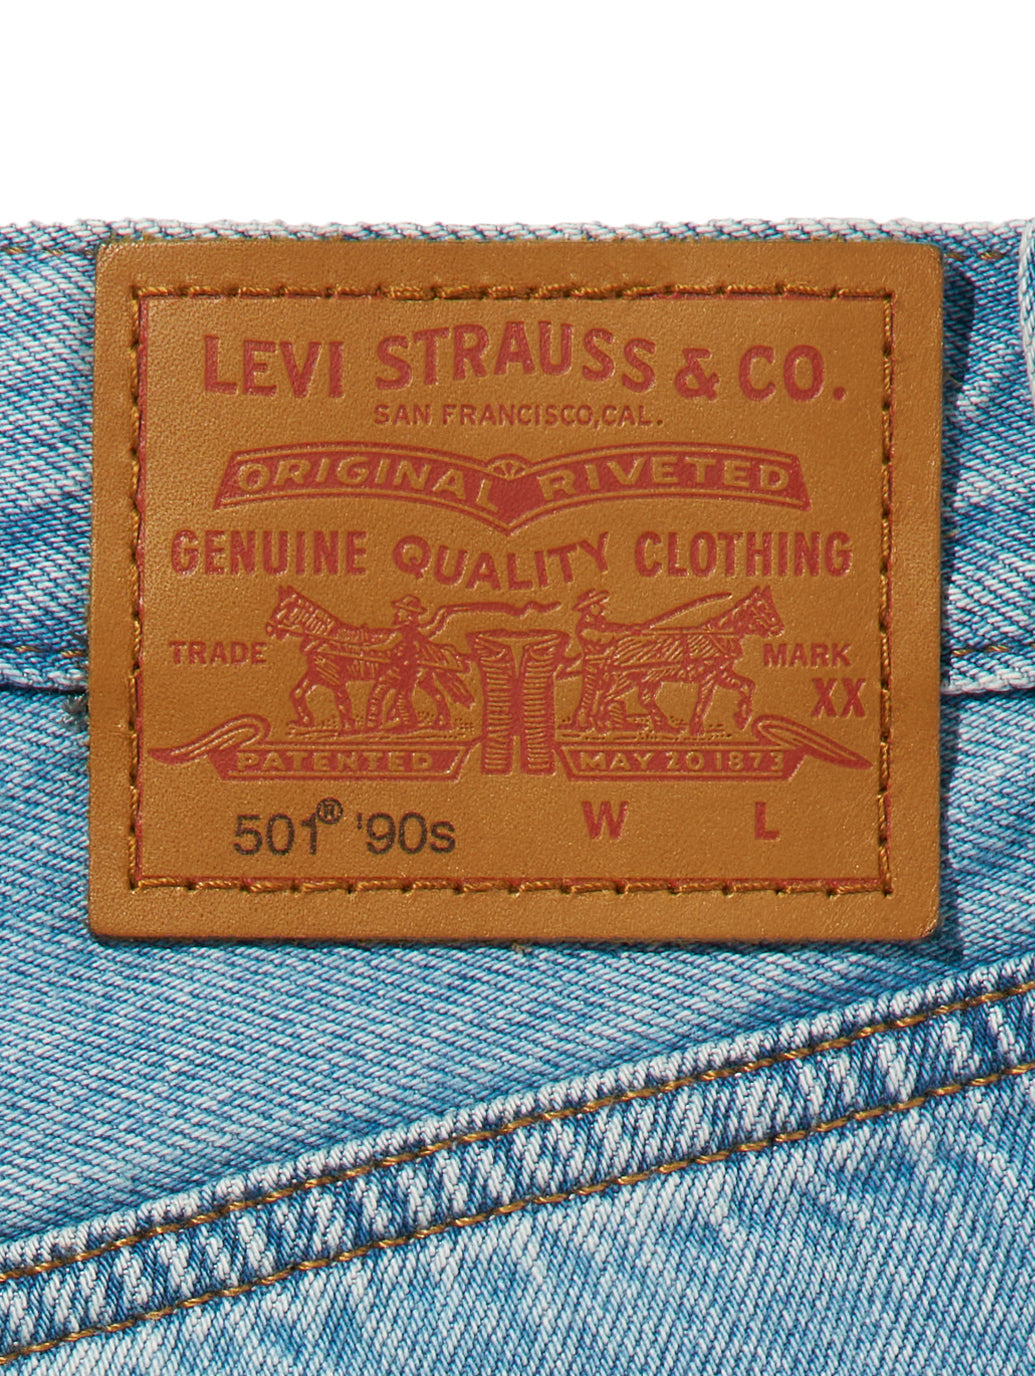 LEVI STRAUSS & CO.
SAN FRANCISCO, CAL.
ORIGINAL RIVETED
GENUINE QUALITY CLOTHING
TRADE MARK
XX
PATENTED MAY 20 1873
501® '90s W L